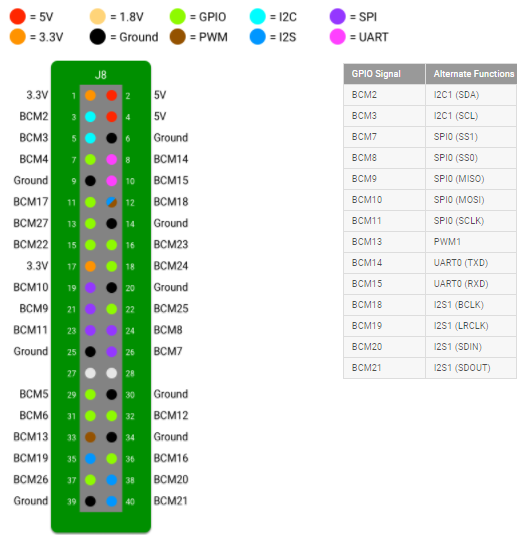 = 5V = 1.8V = GPIO = I2C = SPI
= 3.3V = Ground = PWM = I2S = UART
J8
3.3V 1 2 5V
BCM2 3 4 5V
BCM3 5 6 Ground
BCM4 7 8 BCM14
Ground 9 10 BCM15
BCM17 11 12 BCM18
BCM27 13 14 Ground
BCM22 15 16 BCM23
3.3V 17 18 BCM24
BCM10 19 20 Ground
BCM9 21 22 BCM25
BCM11 23 24 BCM8
Ground 25 26 BCM7
27 28
BCM5 29 30 Ground
BCM6 31 32 BCM12
BCM13 33 34 Ground
BCM19 35 36 BCM16
BCM26 37 38 BCM20
Ground 39 40 BCM21
GPIO Signal Alternate Functions
BCM2 I2C1 (SDA)
BCM3 I2C1 (SCL)
BCM7 SPI0 (SS1)
BCM8 SPI0 (SS0)
BCM9 SPI0 (MISO)
BCM10 SPI0 (MOSI)
BCM11 SPI0 (SCLK)
BCM13 PWM1
BCM14 UART0 (TXD)
BCM15 UART0 (RXD)
BCM18 I2S1 (BCLK)
BCM19 I2S1 (LRCLK)
BCM20 I2S1 (SDIN)
BCM21 I2S1 (SDOUT)